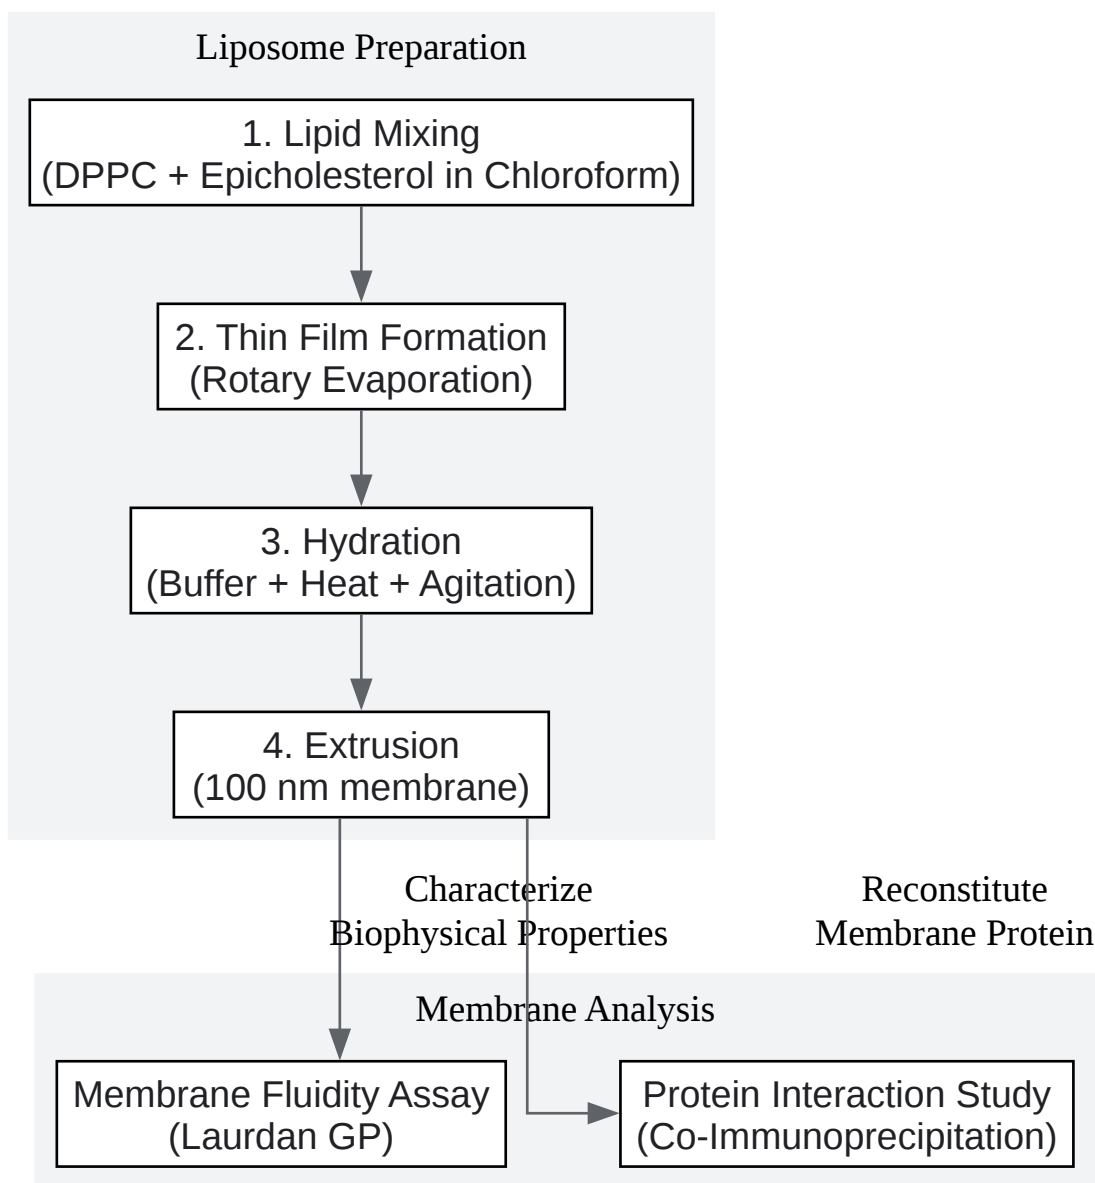 Liposome Preparation
1. Lipid Mixing
(DPPC + Epicholesterol in Chloroform)
2. Thin Film Formation
(Rotary Evaporation)
3. Hydration
(Buffer + Heat + Agitation)
4. Extrusion
(100 nm membrane)
Characterize
Biophysical Properties
Reconstitute
Membrane Protein
Membrane Analysis
Membrane Fluidity Assay
(Laurdan GP)
Protein Interaction Study
(Co-Immunoprecipitation)